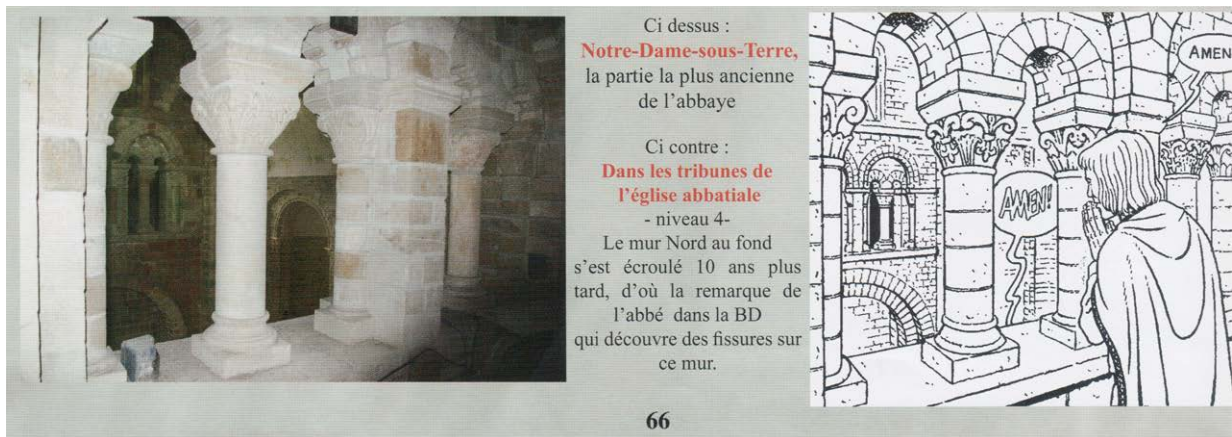 Ci dessus :
Notre-Dame-sous-Terre,
la partie la plus ancienne
de l’abbaye
Ci contre :
Dans les tribunes de
l’église abbatiale
- niveau 4-
Le mur Nord au fond
s’est écroulé 10 ans plus
tard, d’où la remarque de
l’abbé dans la BD
qui découvre des fissures sur
ce mur.
AMEN
AMEN!
66